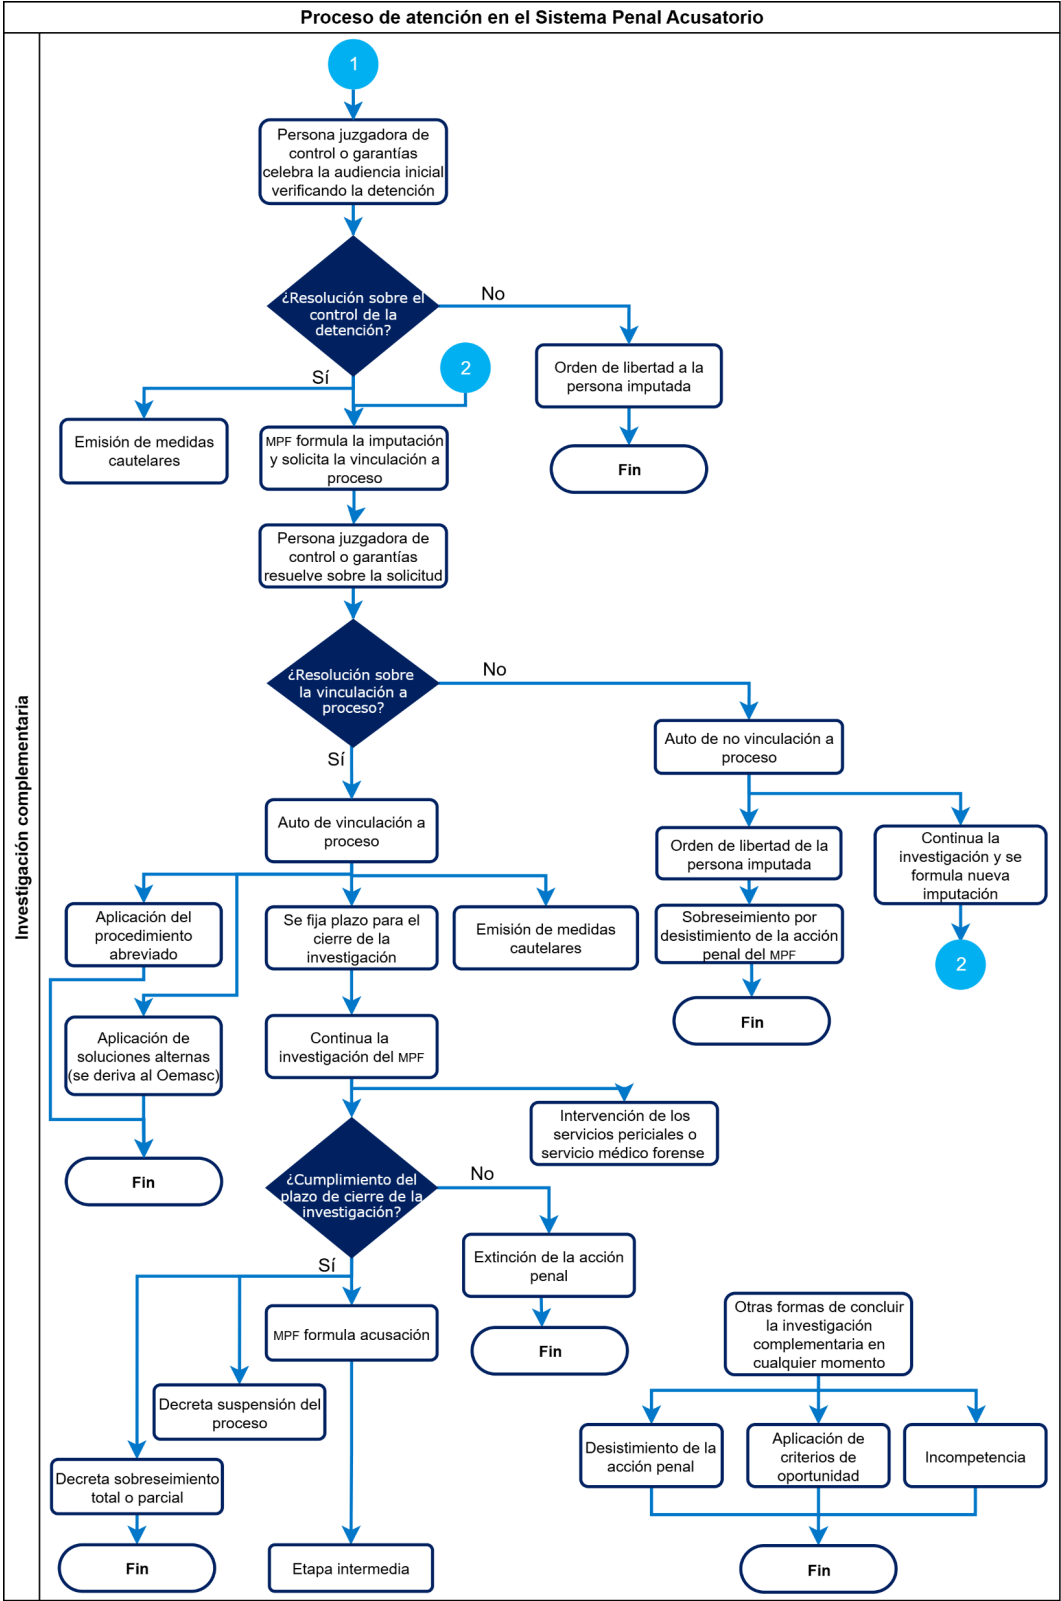 Proceso de atención en el Sistema Penal Acusatorio
Investigación complementaria
1
Persona juzgadora de
control o garantías
celebra la audiencia inicial
verificando la detención
¿Resolución sobre el
control de la
detención?
No
Orden de libertad a la
persona imputada
Fin
Sí
2
Emisión de medidas
cautelares
MPF formula la imputación
y solicita la vinculación a
proceso
Persona juzgadora de
control o garantías
resuelve sobre la solicitud
¿Resolución sobre
la vinculación a
proceso?
No
Auto de no vinculación a
proceso
Orden de libertad de la
persona imputada
Sobreseimiento por
desistimiento de la acción
penal del MPF
Fin
Continua la
investigación y se
formula nueva
imputación
2
Sí
Auto de vinculación a
proceso
Aplicación del
procedimiento
abreviado
Se fija plazo para el
cierre de la
investigación
Emisión de medidas
cautelares
Aplicación de
soluciones alternas
(se deriva al Oemasc)
Fin
Continua la
investigación del MPF
Intervención de los
servicios periciales o
servicio médico forense
¿Cumplimiento del
plazo de cierre de la
investigación?
No
Extinción de la acción
penal
Fin
Sí
MPF formula acusación
Decreta suspensión del
proceso
Decreta sobreseimiento
total o parcial
Fin
Etapa intermedia
Otras formas de concluir
la investigación
complementaria en
cualquier momento
Desistimiento de la
acción penal
Aplicación de
criterios de
oportunidad
Incompetencia
Fin